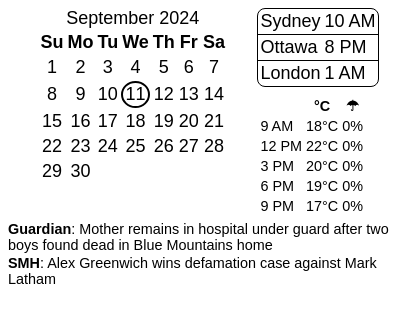 September 2024
Su Mo Tu We Th Fr Sa
1 2 3 4 5 6 7
8 9 10 11 12 13 14
15 16 17 18 19 20 21
22 23 24 25 26 27 28
29 30
Sydney 10 AM
Ottawa 8 PM
London 1 AM
°C ☂
9 AM 18°C 0%
12 PM 22°C 0%
3 PM 20°C 0%
6 PM 19°C 0%
9 PM 17°C 0%
Guardian: Mother remains in hospital under guard after two
boys found dead in Blue Mountains home
SMH: Alex Greenwich wins defamation case against Mark
Latham